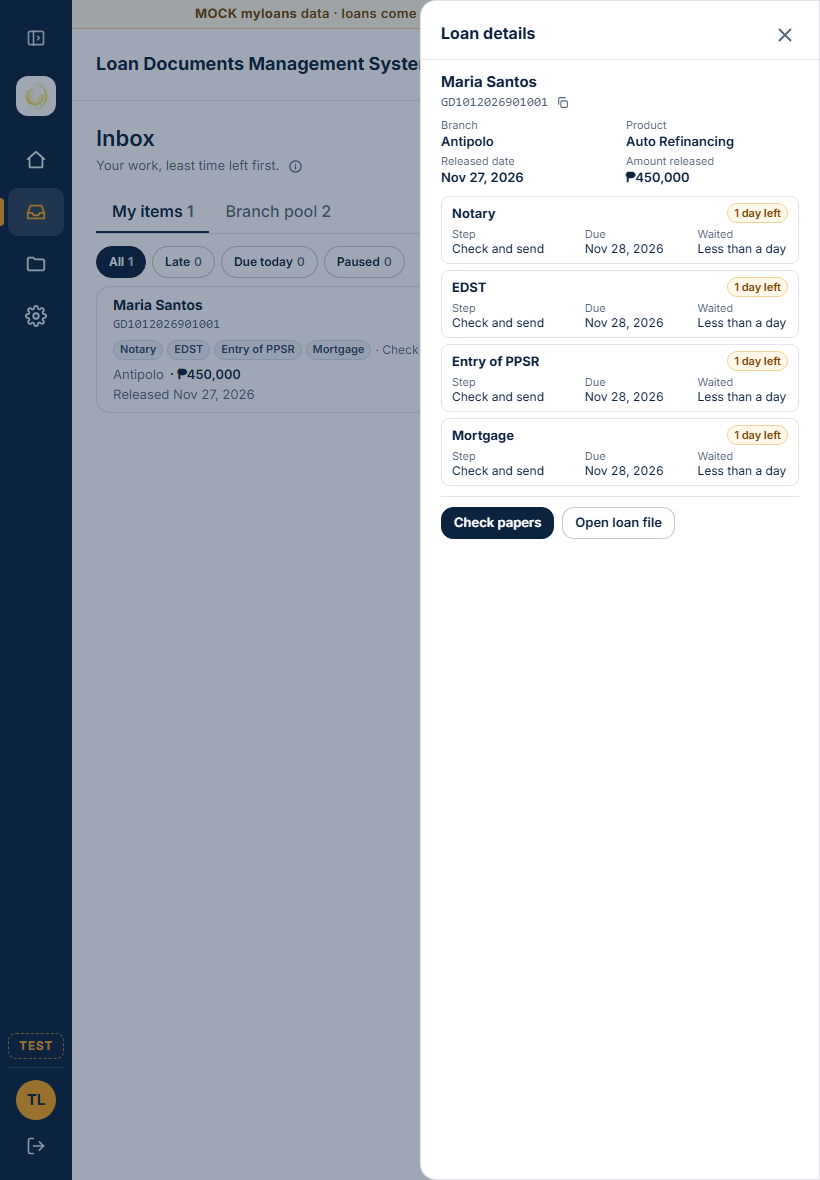 MOCK myloans data · loans come
Loan Documents Management Syste
Inbox
Your work, least time left first.
My items 1
Branch pool 2
All 1
Late 0
Due today 0
Paused 0
Maria Santos
GD1012026901001
Notary EDST Entry of PPSR Mortgage · Check
Antipolo · ₱450,000
Released Nov 27, 2026
TEST
TL
Loan details
Maria Santos
GD1012026901001
Branch Product
Antipolo Auto Refinancing
Released date Amount released
Nov 27, 2026 ₱450,000
Notary 1 day left
Step Due Waited
Check and send Nov 28, 2026 Less than a day
EDST 1 day left
Step Due Waited
Check and send Nov 28, 2026 Less than a day
Entry of PPSR 1 day left
Step Due Waited
Check and send Nov 28, 2026 Less than a day
Mortgage 1 day left
Step Due Waited
Check and send Nov 28, 2026 Less than a day
Check papers Open loan file